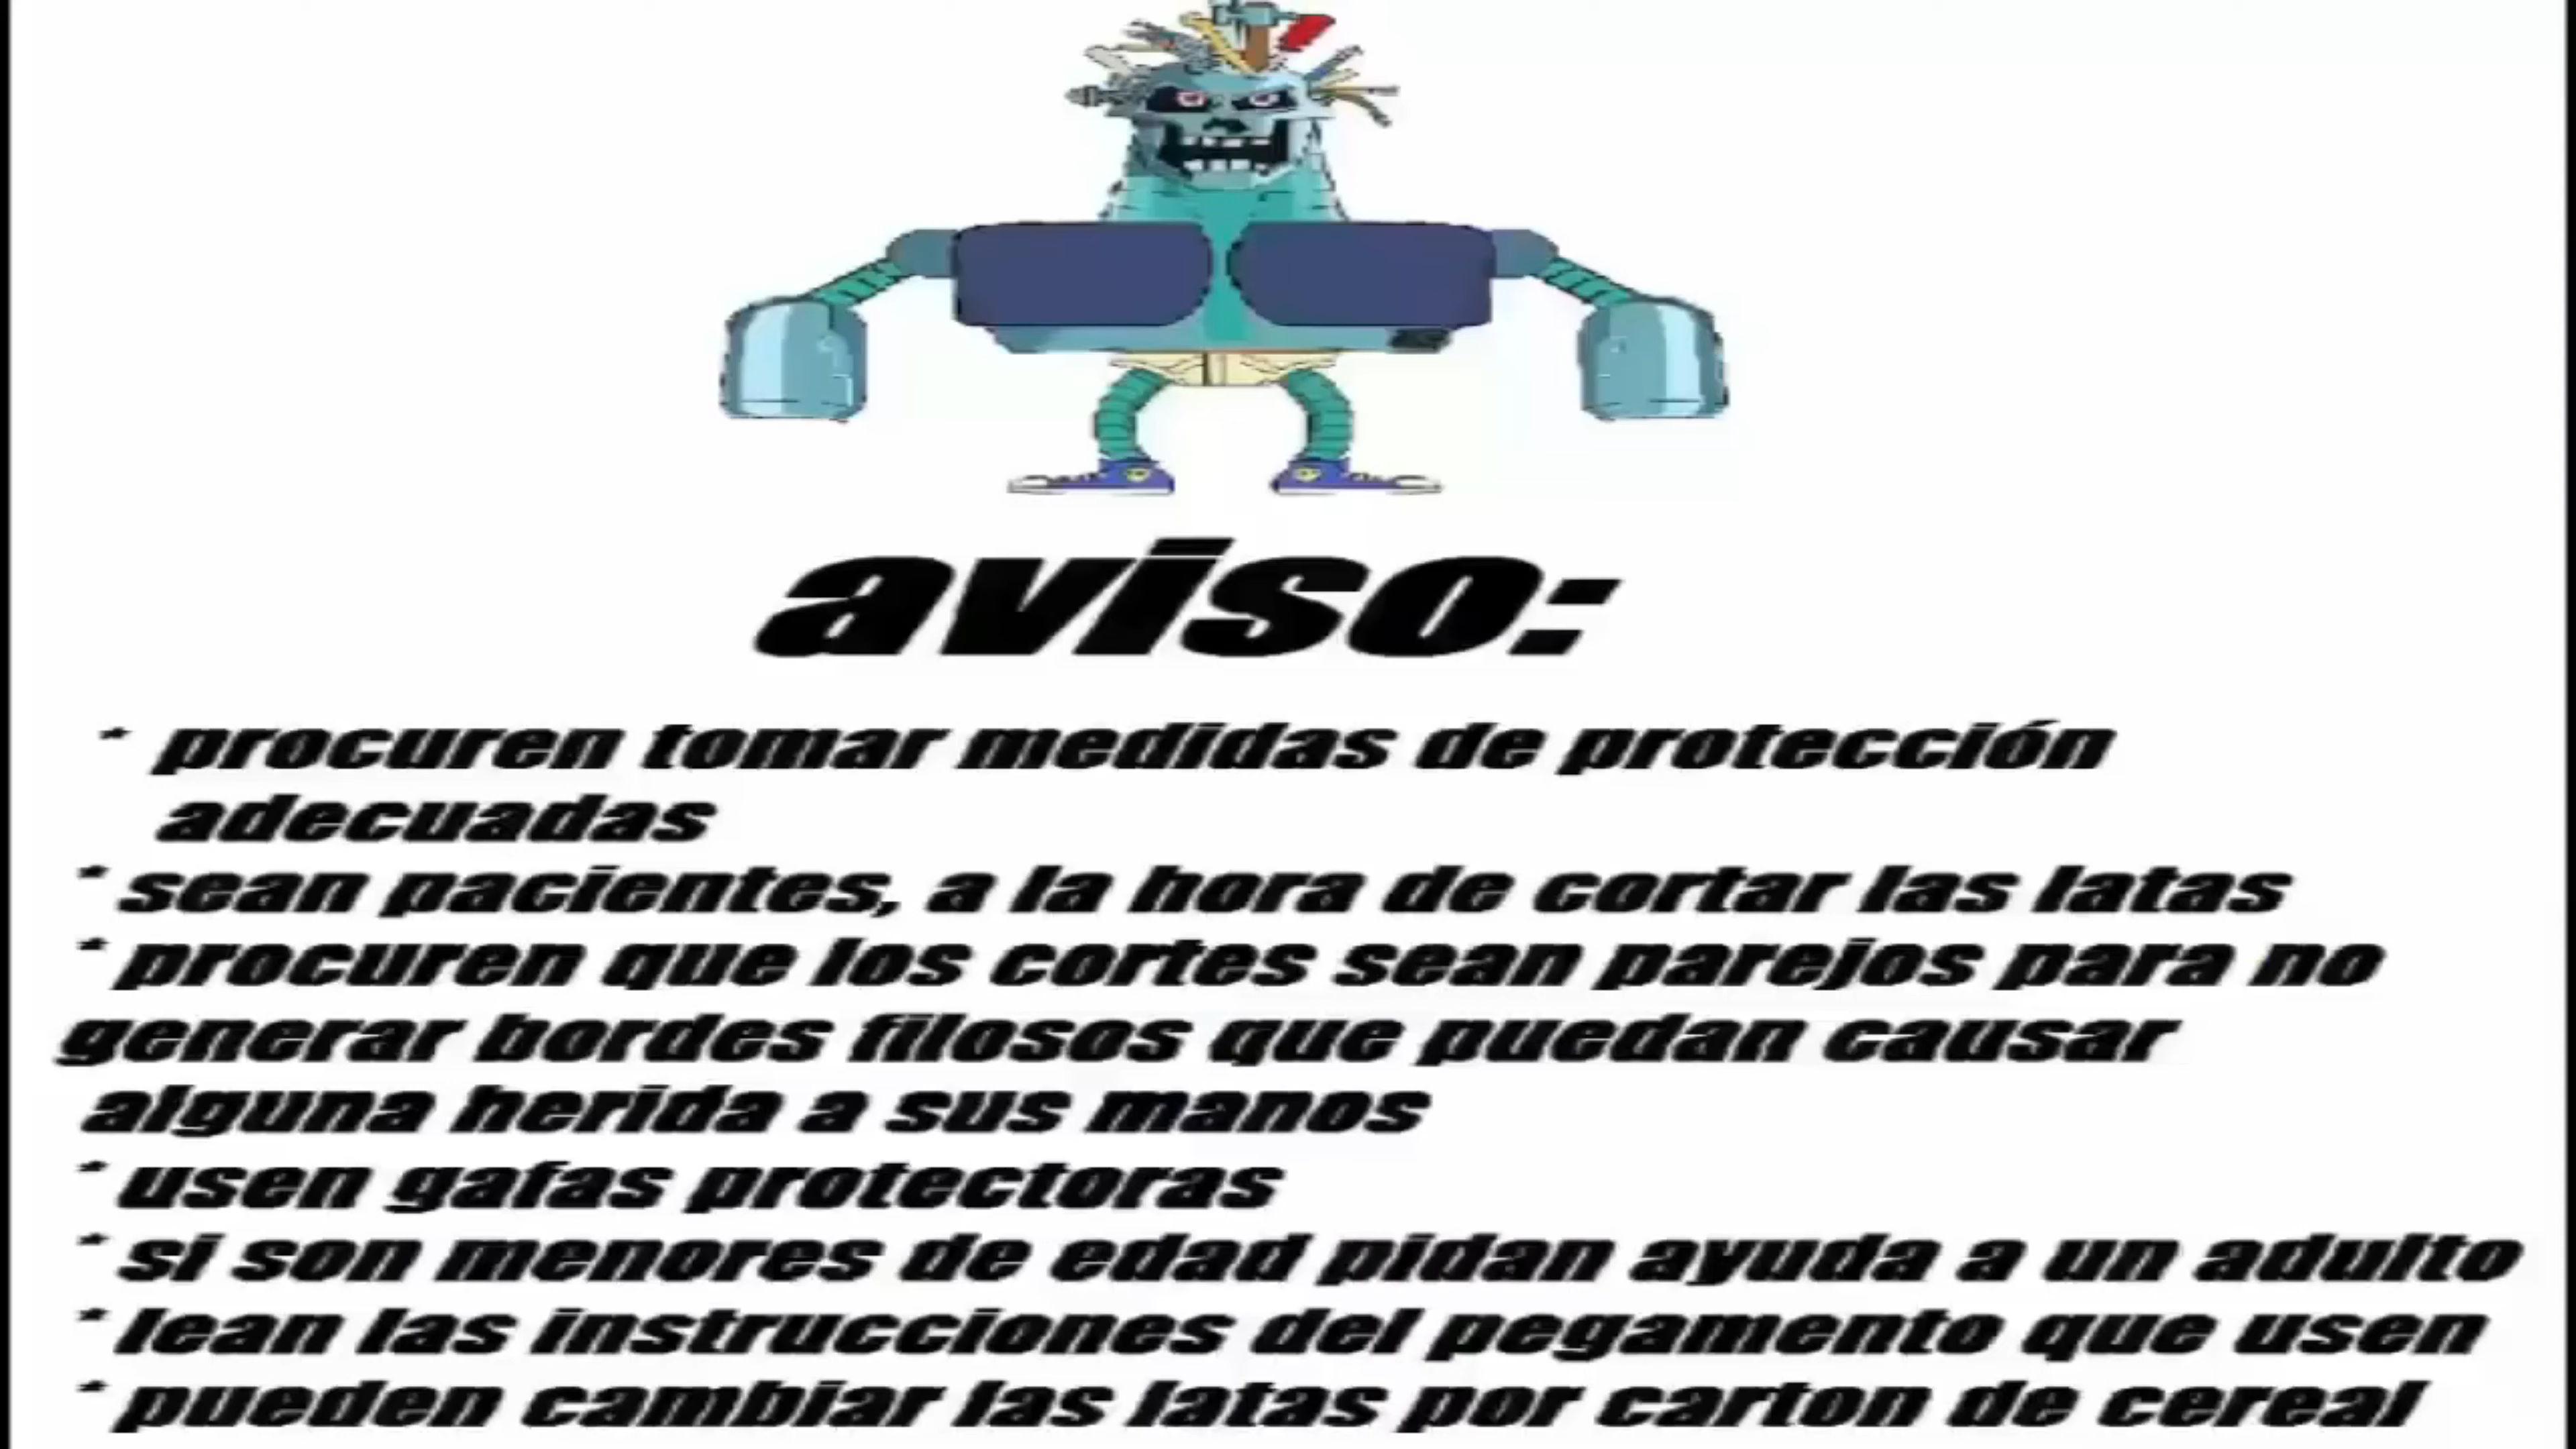 aviso:
* procuren tomar medidas de protección
adecuadas
* sean pacientes, a la hora de cortar las latas
* procuren que los cortes sean parejos para no
generar bordes filosos que puedan causar
alguna herida a sus manos
* usen gafas protectoras
* si son menores de edad pidan ayuda a un adulto
* lean las instrucciones del pegamento que usen
* pueden cambiar las latas por carton de cereal